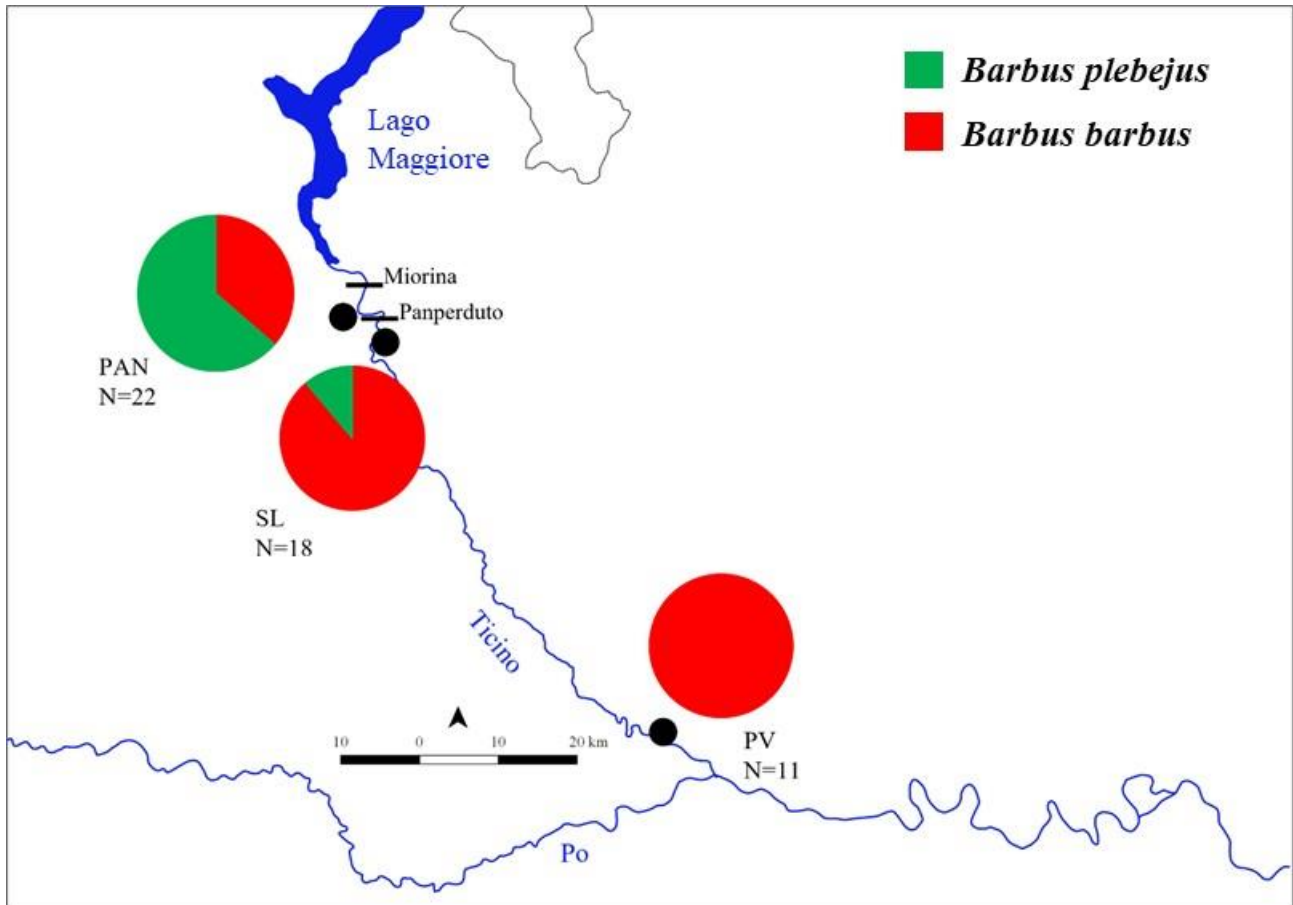 Barbus plebejus
Barbus barbus
Lago
Maggiore
Miorina
Panperduto
PAN
N=22
SL
N=18
Ticino
PV
N=11
10 0 10 20 km
Po